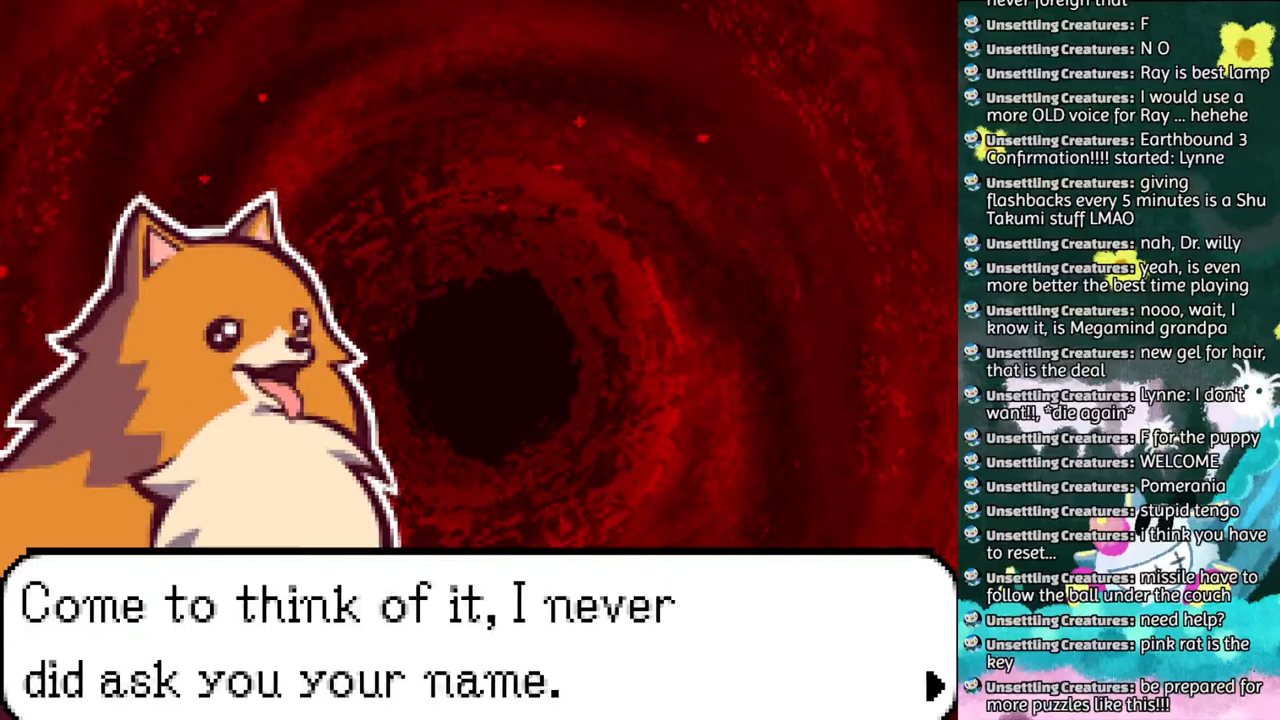 Come to think of it, I never
did ask you your name.
never foreign that
Unsettling Creatures: F
Unsettling Creatures: N O
Unsettling Creatures: Ray is best lamp
Unsettling Creatures: I would use a
more OLD voice for Ray ... hehehe
Unsettling Creatures: Earthbound 3
Confirmation!!!! started: Lynne
Unsettling Creatures: giving
flashbacks every 5 minutes is a Shu
Takumi stuff LMAO
Unsettling Creatures: nah, Dr. willy
Unsettling Creatures: yeah, is even
more better the best time playing
Unsettling Creatures: nooo, wait, I
know it, is Megamind grandpa
Unsettling Creatures: new gel for hair,
that is the deal
Unsettling Creatures: Lynne: I don't
want!!, *die again*
Unsettling Creatures: F for the puppy
Unsettling Creatures: WELCOME
Unsettling Creatures: Pomerania
Unsettling Creatures: stupid tengo
Unsettling Creatures: i think you have
to reset...
Unsettling Creatures: missile have to
follow the ball under the couch
Unsettling Creatures: need help?
Unsettling Creatures: pink rat is the
key
Unsettling Creatures: be prepared for
more puzzles like this!!!